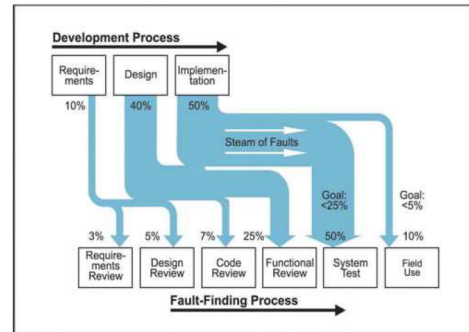 Development Process
Require-
ments
Design
Implemen-
tation
10%
40%
50%
Steam of Faults
Goal:
<25%
Goal:
<5%
3%
5%
7%
25%
50%
10%
Require-
ments
Review
Design
Review
Code
Review
Functional
Review
System
Test
Field
Use
Fault-Finding Process